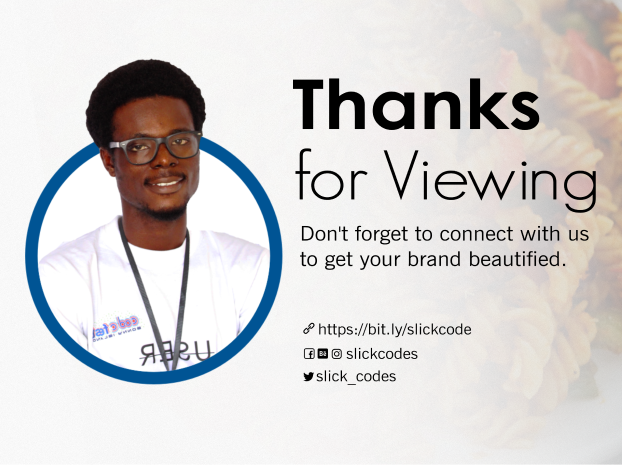 Thanks
for Viewing
Don't forget to connect with us
to get your brand beautified.
https://bit.ly/slickcode
slickcodes
slick_codes
USER